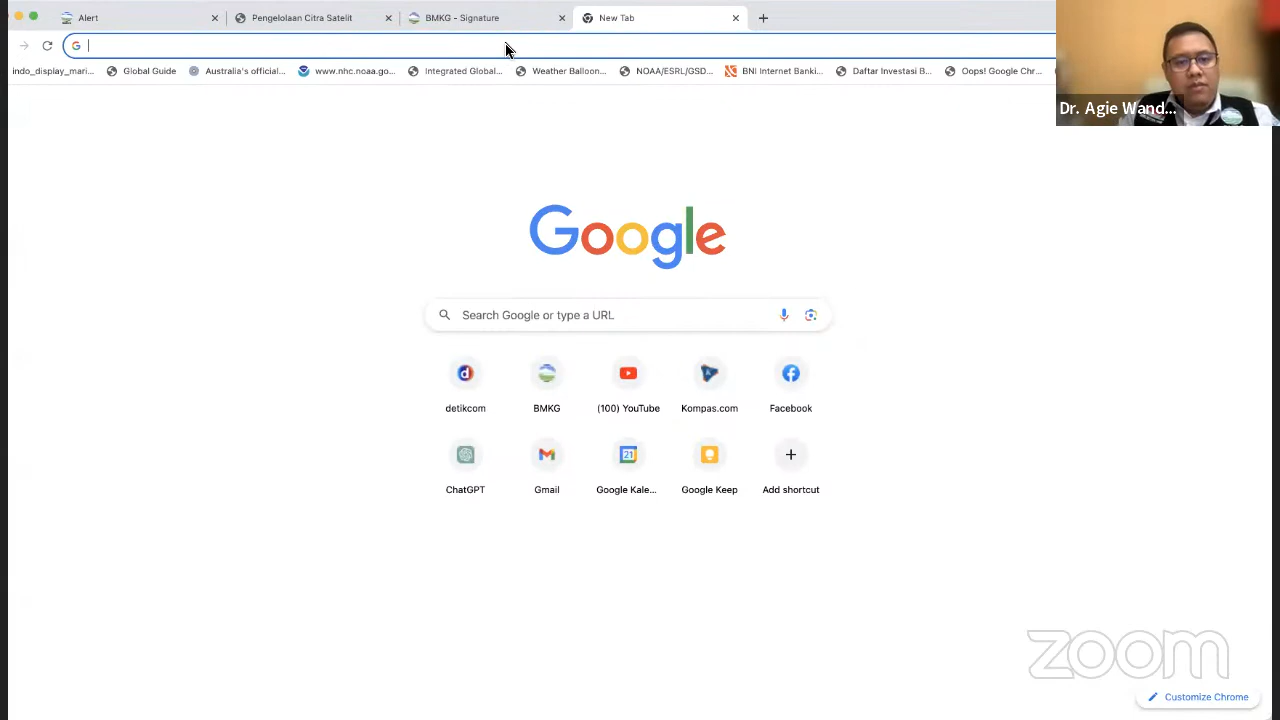 Alert
Pengelolaan Citra Satelit
BMKG - Signature
New Tab
indo_display_mari...
Global Guide
Australia's official...
www.nhc.noaa.go...
Integrated Global...
Weather Balloon...
NOAA/ESRL/GSD...
BNI Internet Banki...
Daftar Investasi B...
Oops! Google Chr...
Dr. Agie Wand...
Google
Search Google or type a URL
detikcom
BMKG
(100) YouTube
Kompas.com
Facebook
21
ChatGPT
Gmail
Google Kale...
Google Keep
Add shortcut
zoom
Customize Chrome